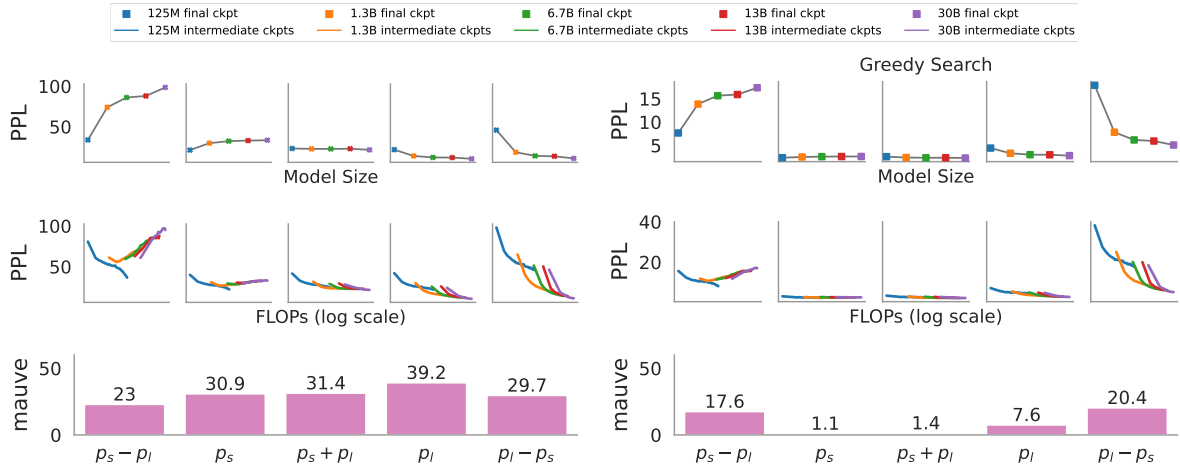 125M final ckpt 1.3B final ckpt 6.7B final ckpt 13B final ckpt 30B final ckpt
125M intermediate ckpts 1.3B intermediate ckpts 6.7B intermediate ckpts 13B intermediate ckpts 30B intermediate ckpts
Greedy Search
PPL
100
50
Model Size
PPL
15
10
5
Model Size
PPL
100
50
FLOPs (log scale)
PPL
40
20
FLOPs (log scale)
mauve
50
0
23 30.9 31.4 39.2 29.7
p_s − p_l p_s p_s + p_l p_l p_l − p_s
mauve
50
0
17.6 1.1 1.4 7.6 20.4
p_s − p_l p_s p_s + p_l p_l p_l − p_s